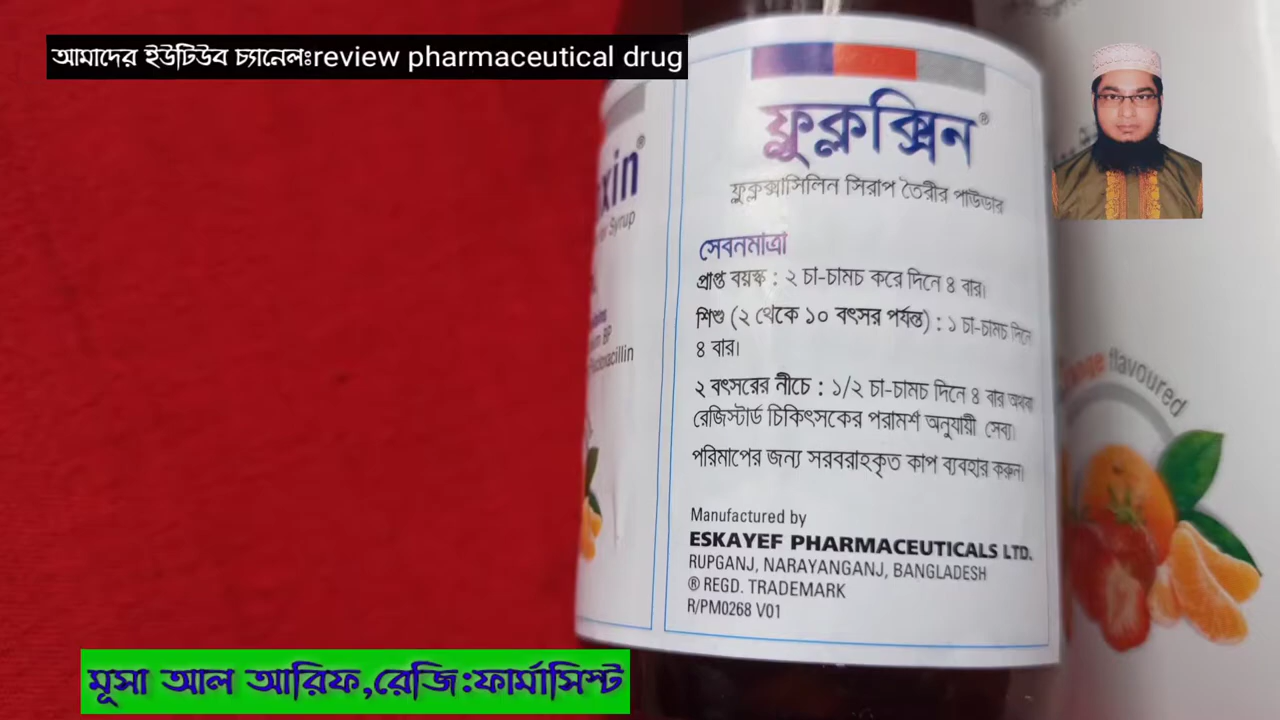 আমাদের ইউটিউব চ্যানেলঃreview pharmaceutical drug
ফ্লুক্লক্সিন®
ফ্লুক্লক্সাসিলিন সিরাপ তৈরীর পাউডার
সেবনমাত্রা
প্রাপ্ত বয়স্ক : ২ চা-চামচ করে দিনে ৪ বার।
শিশু (২ থেকে ১০ বৎসর পর্যন্ত) : ১ চা-চামচ দিনে
৪ বার।
২ বৎসরের নীচে : ১/২ চা-চামচ দিনে ৪ বার অথবা
রেজিস্টার্ড চিকিৎসকের পরামর্শ অনুযায়ী সেব্য।
পরিমাপের জন্য সরবরাহকৃত কাপ ব্যবহার করুন।
Manufactured by
ESKAYEF PHARMACEUTICALS LTD.
RUPGANJ, NARAYANGANJ, BANGLADESH
® REGD. TRADEMARK
R/PM0268 V01
xin®
Syrup
BP
flavoured
মূসা আল আরিফ,রেজি:ফার্মাসিস্ট